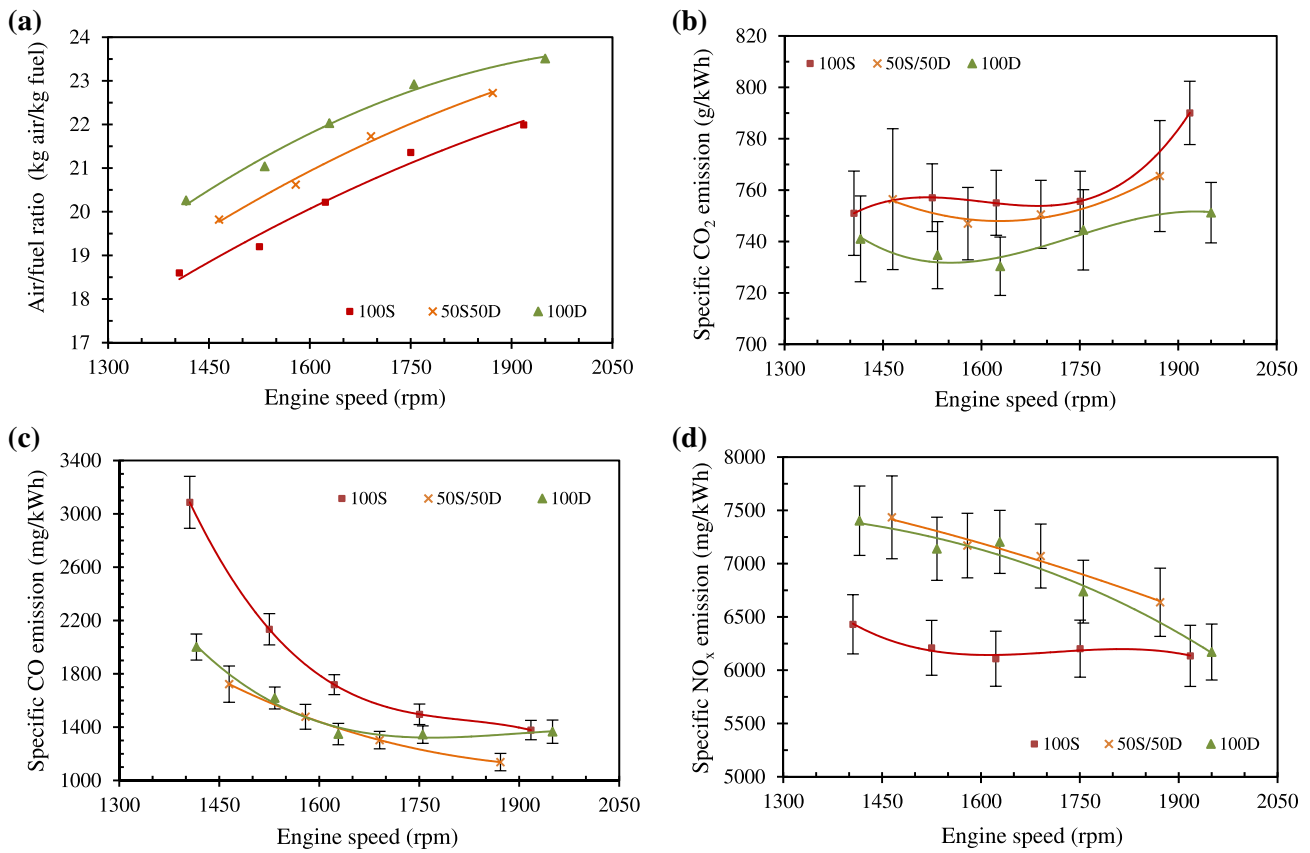 (a)
24
23
22
21
20
19
18
17
1300 1450 1600 1750 1900 2050
Air/fuel ratio (kg air/kg fuel)
Engine speed (rpm)
100S 50S50D 100D
(b)
820
800
780
760
740
720
700
1300 1450 1600 1750 1900 2050
Specific CO2 emission (g/kWh)
Engine speed (rpm)
100S 50S/50D 100D
(c)
3400
3000
2600
2200
1800
1400
1000
1300 1450 1600 1750 1900 2050
Specific CO emission (mg/kWh)
Engine speed (rpm)
100S 50S/50D 100D
(d)
8000
7500
7000
6500
6000
5500
5000
1300 1450 1600 1750 1900 2050
Specific NOx emission (mg/kWh)
Engine speed (rpm)
100S 50S/50D 100D